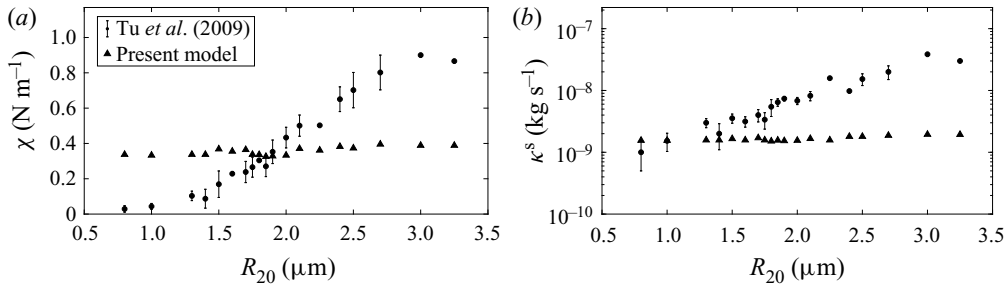 (a)
Tu et al. (2009)
Present model
χ (N m⁻¹)
1.0
0.8
0.6
0.4
0.2
0
0.5 1.0 1.5 2.0 2.5 3.0 3.5
R₂₀ (μm)
(b)
κˢ (kg s⁻¹)
10⁻⁷
10⁻⁸
10⁻⁹
10⁻¹⁰
0.5 1.0 1.5 2.0 2.5 3.0 3.5
R₂₀ (μm)